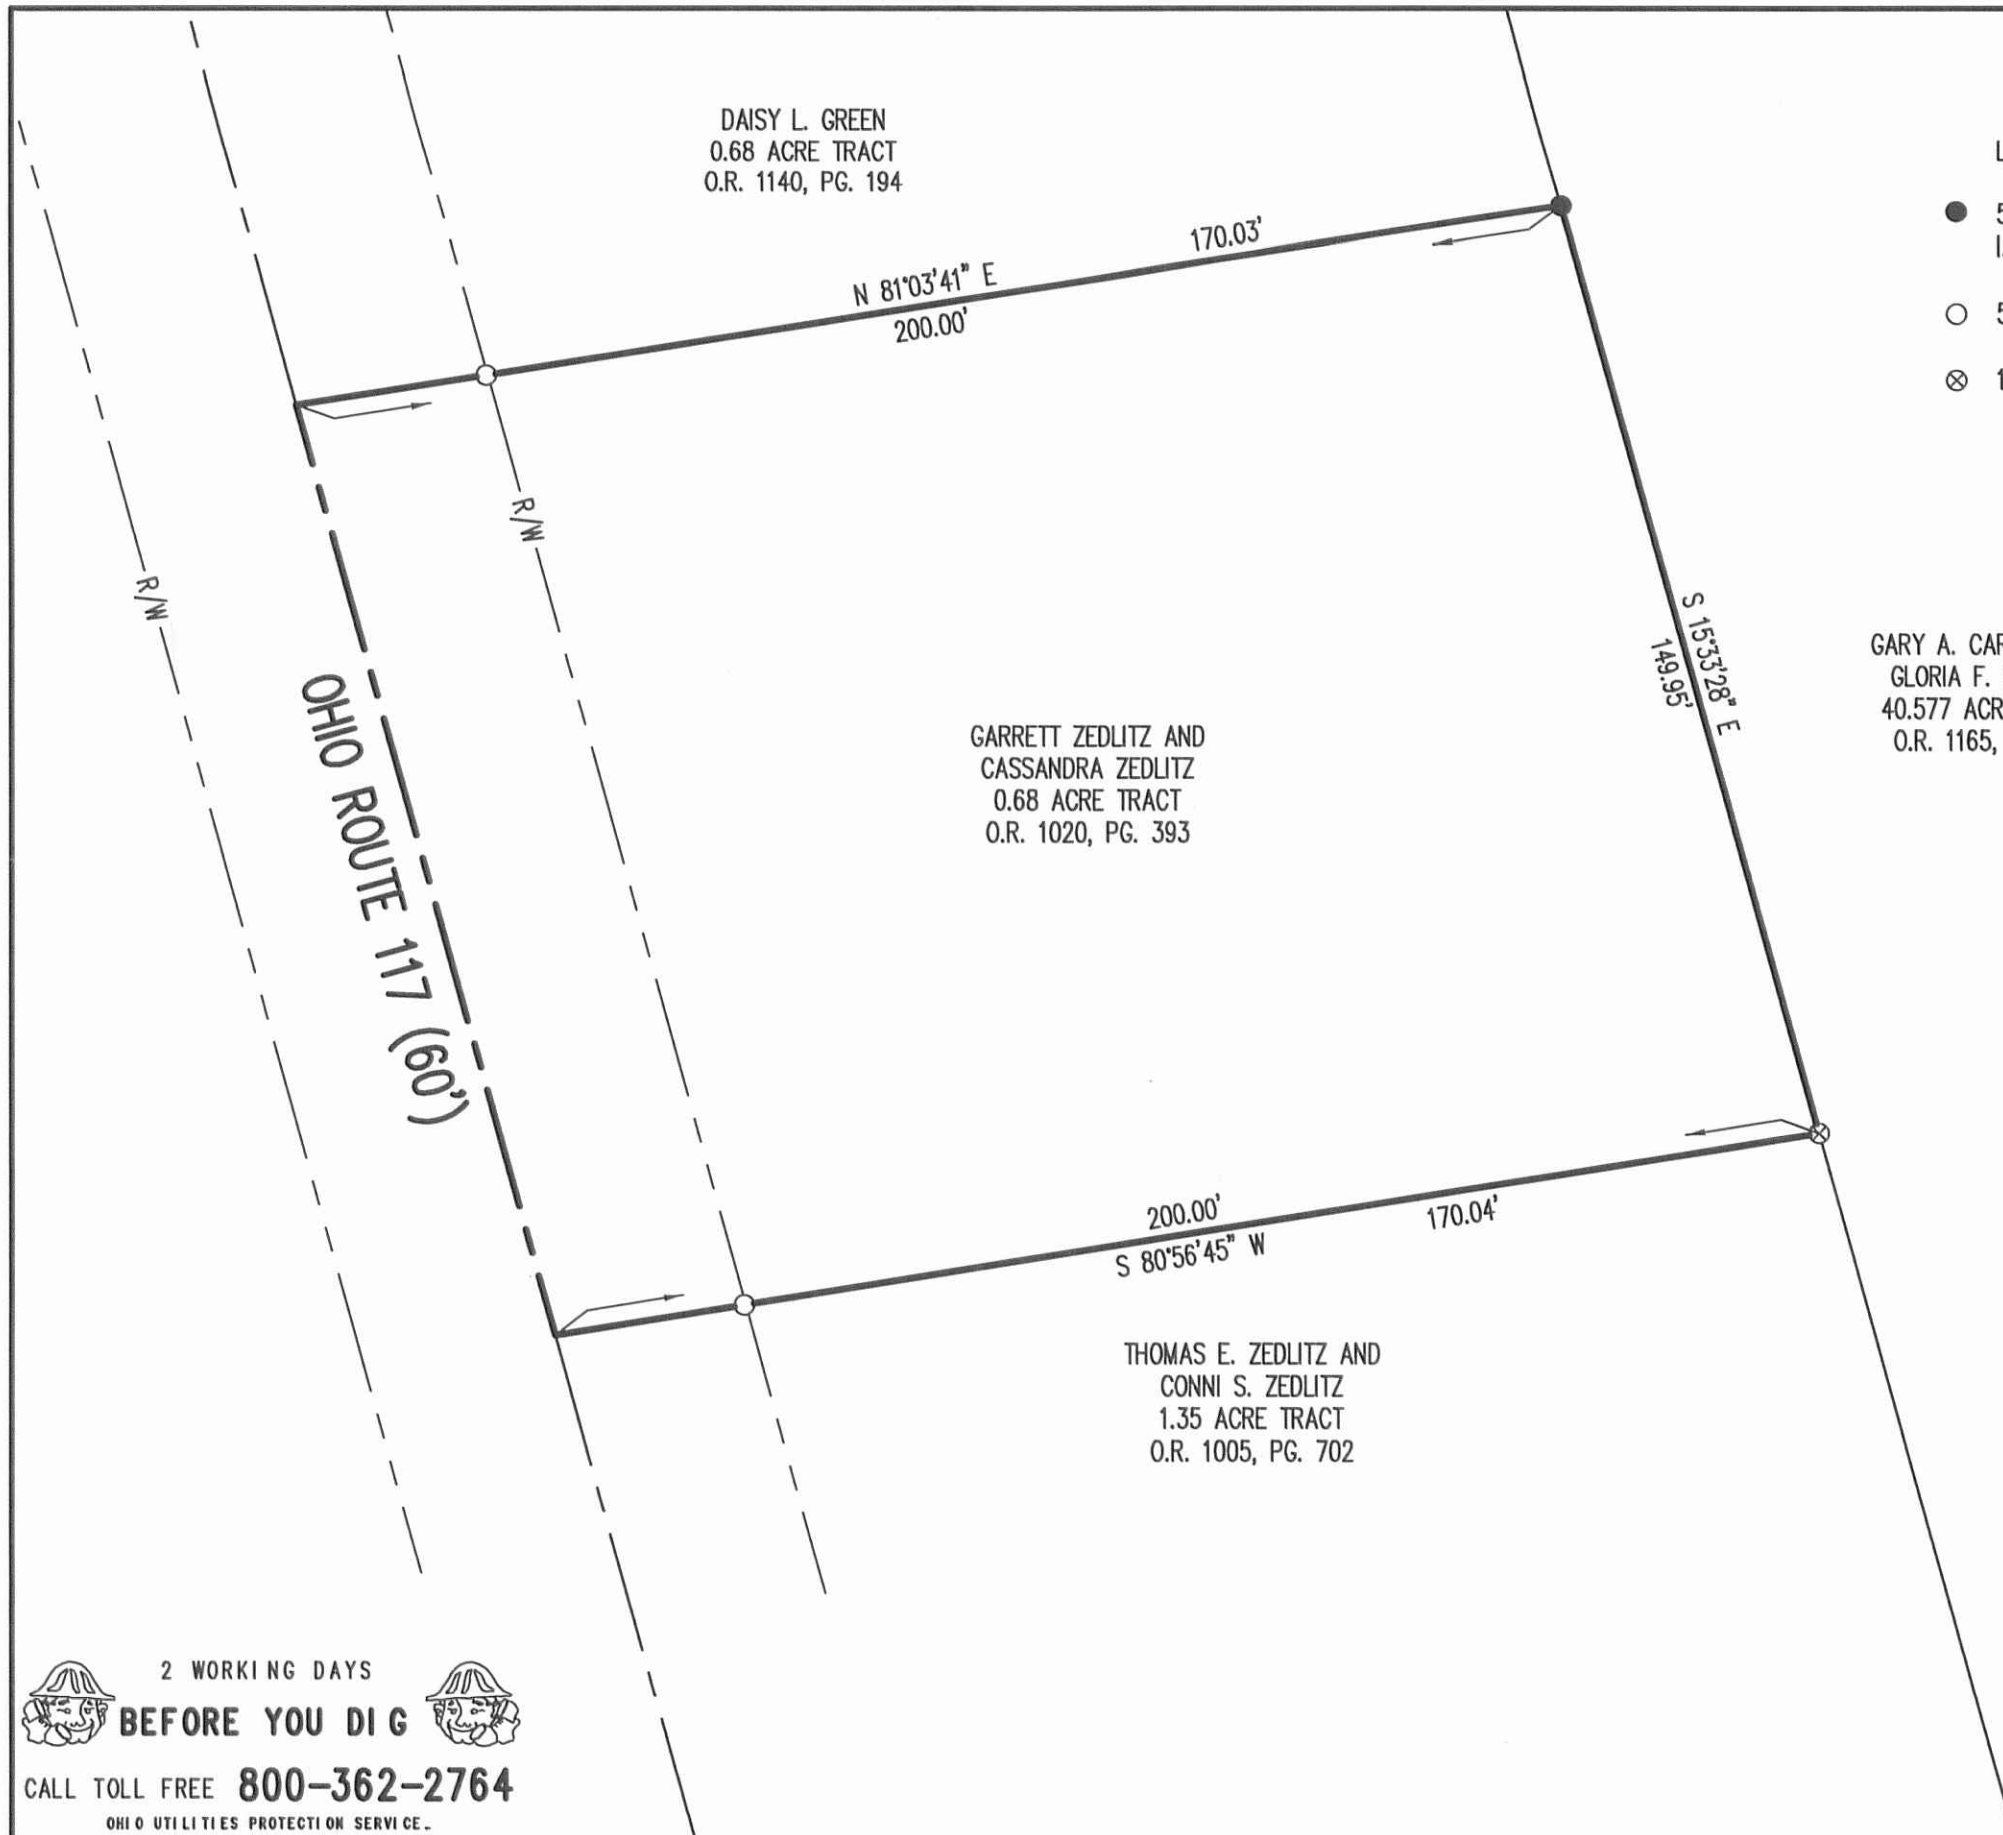 DAISY L. GREEN
0.68 ACRE TRACT
O.R. 1140, PG. 194
170.03'
N 81°03'41" E
200.00'
R/W
R/W
OHIO ROUTE 117 (60')
S 15°33'28" E
149.95'
GARY A.
GLORIA F.
40.577
O.R. 1165,
GARRETT ZEDLITZ AND
CASSANDRA ZEDLITZ
0.68 ACRE TRACT
O.R. 1020, PG. 393
200.00'
170.04'
S 80°56'45" W
THOMAS E. ZEDLITZ AND
CONNI S. ZEDLITZ
1.35 ACRE TRACT
O.R. 1005, PG. 702
2 WORKING DAYS
BEFORE YOU DIG
CALL TOLL FREE 800-362-2764
OHIO UTILITIES PROTECTION SERVICE.